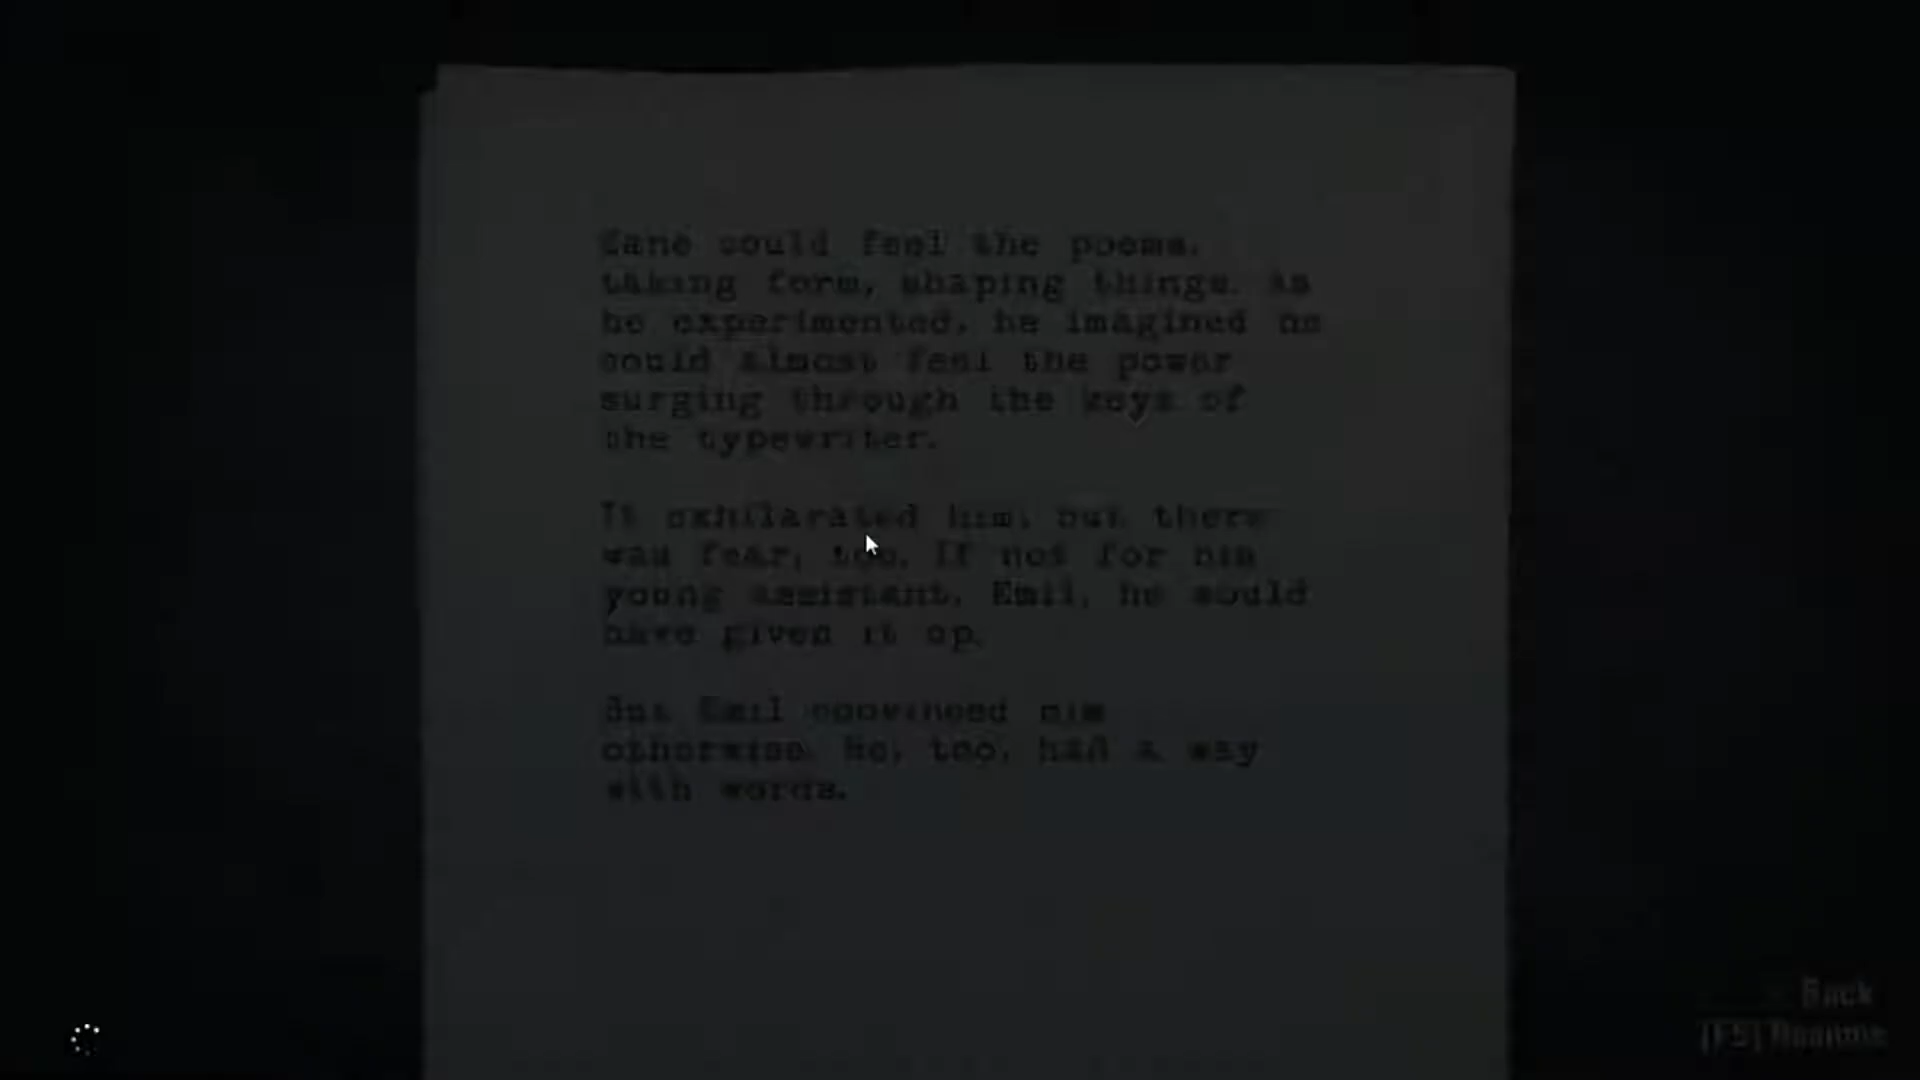 Zane could feel the poems,
taking form, shaping things. As
he experimented, he imagined he
could almost feel the power
surging through the keys of
the typewriter.
It exhilarated him, but there
was fear, too. If not for his
young assistant, Emil, he would
have given it up.
But Emil convinced him
otherwise. He, too, had a way
with words.
Back
[F5] Resume